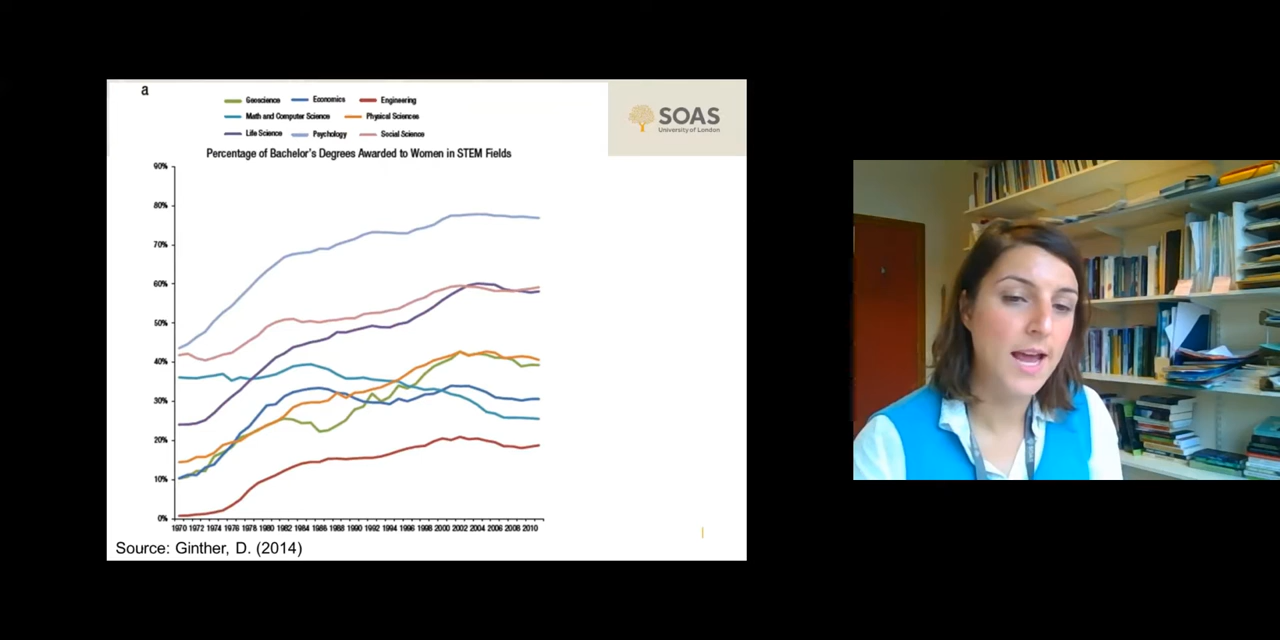 a
Geoscience Economics Engineering
Math and Computer Science Physical Sciences
Life Science Psychology Social Science
SOAS
University of London
Percentage of Bachelor's Degrees Awarded to Women in STEM Fields
90%
80%
70%
60%
50%
40%
30%
20%
10%
0%
1970 1972 1974 1976 1978 1980 1982 1984 1986 1988 1990 1992 1994 1996 1998 2000 2002 2004 2006 2008 2010
Source: Ginther, D. (2014)